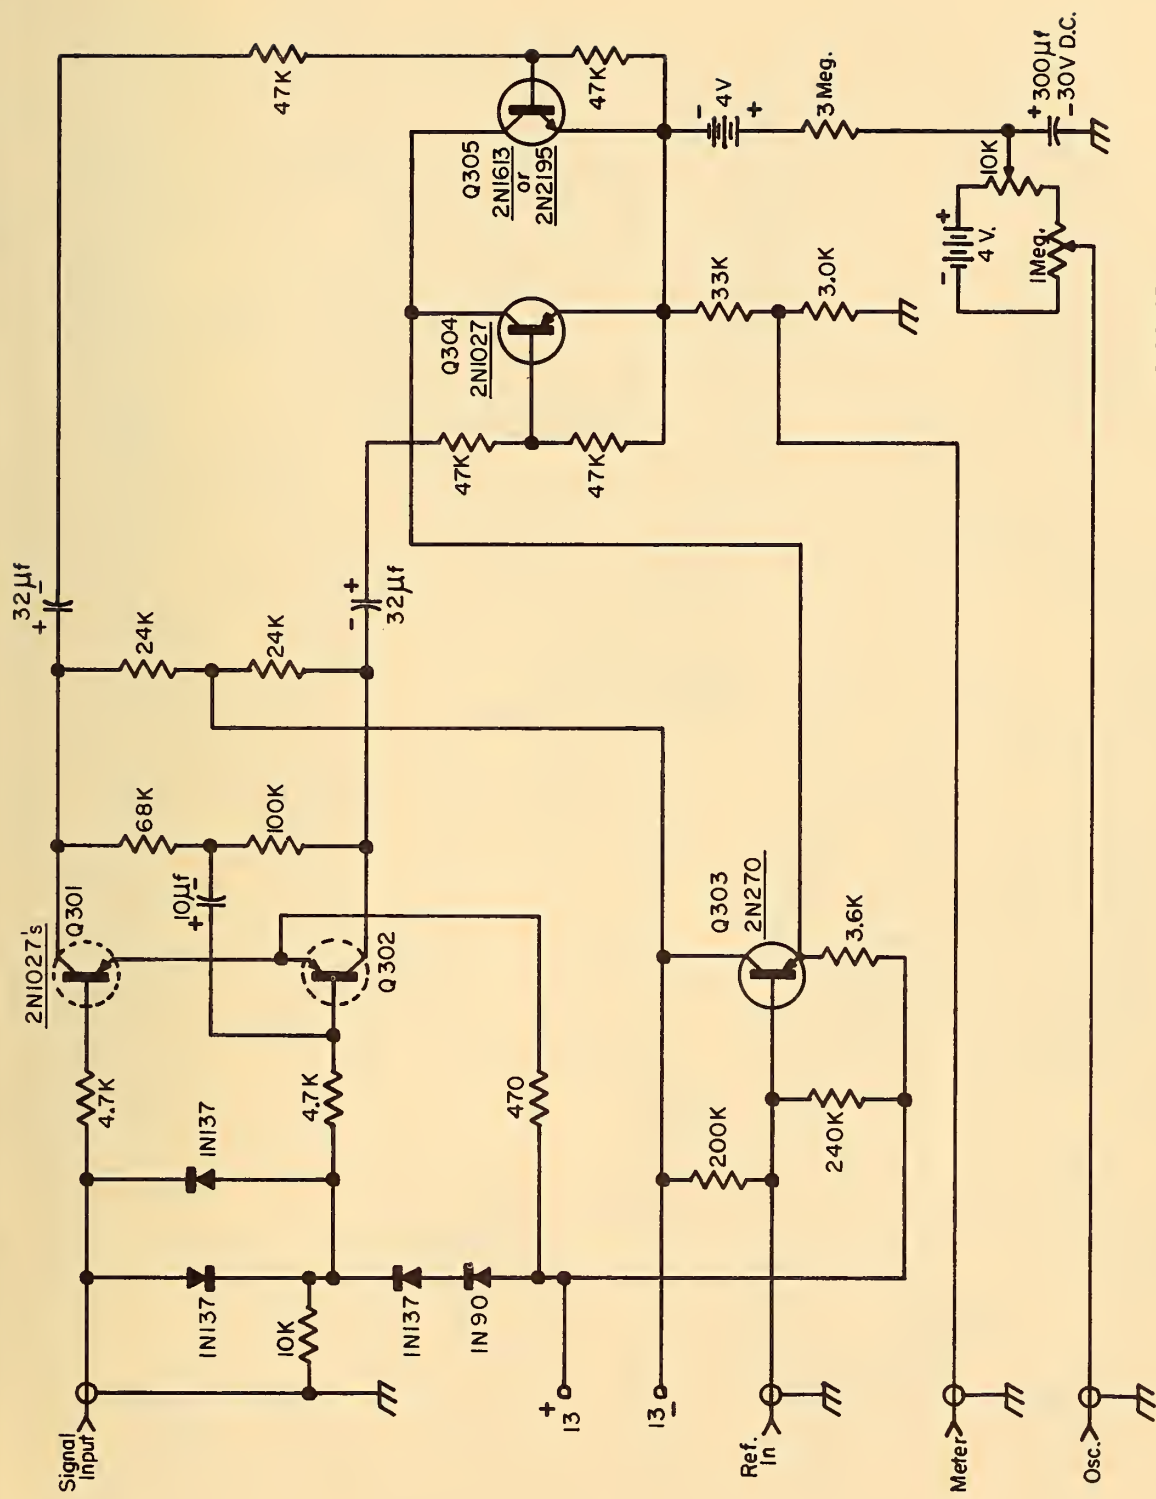 2N1027's
32µf
+ -
Signal
Input
Q301
4.7K
68K
24K
10µf
+ -
1N137
1N137
10K
4.7K
100K
24K
47K
Q302
- +
32µf
1N137
1N90
470
47K
Q304
2N1027
Q305
2N1613
or
2N2195
+
13
47K
47K
13
-
Q303
2N270
200K
33K
-
4V
+
Ref.
In
240K
3.6K
3.0K
3 Meg.
Meter
- +
4 V.
10K
1Meg.
+ 300µf
- 30V D.C.
Osc.